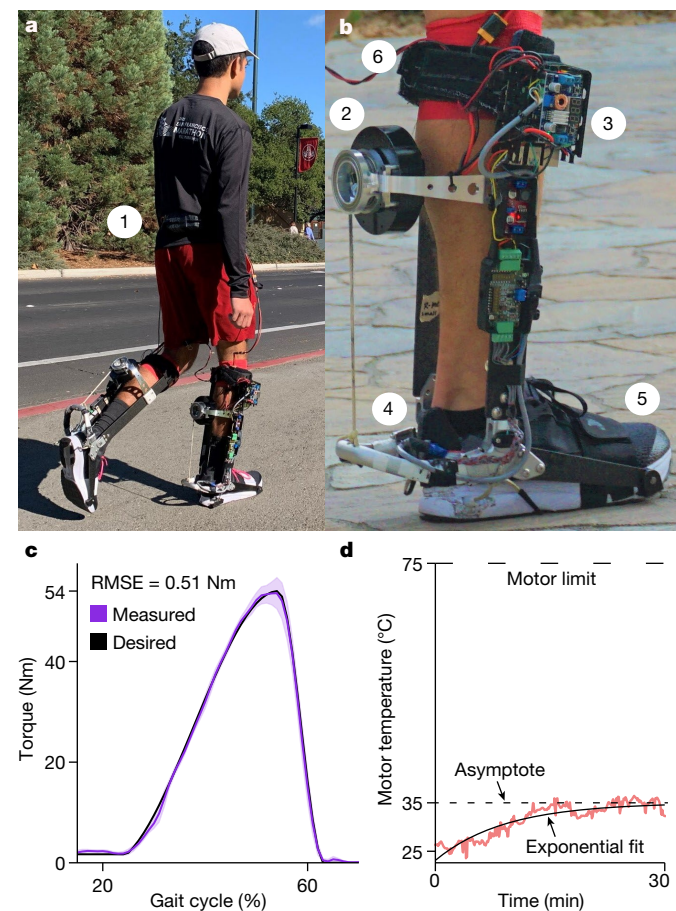 a
b
6
2
3
1
MARATHON
4
5
c
d
RMSE = 0.51 Nm
Measured
Desired
54
40
20
0
20
60
Torque (Nm)
Gait cycle (%)
75
Motor limit
Motor temperature (°C)
Asymptote
35
Exponential fit
25
0
30
Time (min)